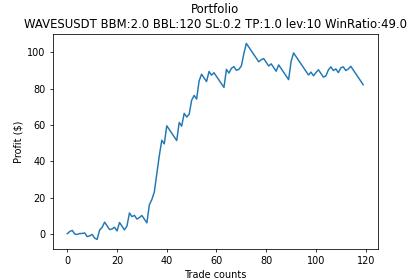 Portfolio
WAVESUSDT BBM:2.0 BBL:120 SL:0.2 TP:1.0 lev:10 WinRatio:49.0
Profit ($)
100
80
60
40
20
0
0 20 40 60 80 100 120
Trade counts